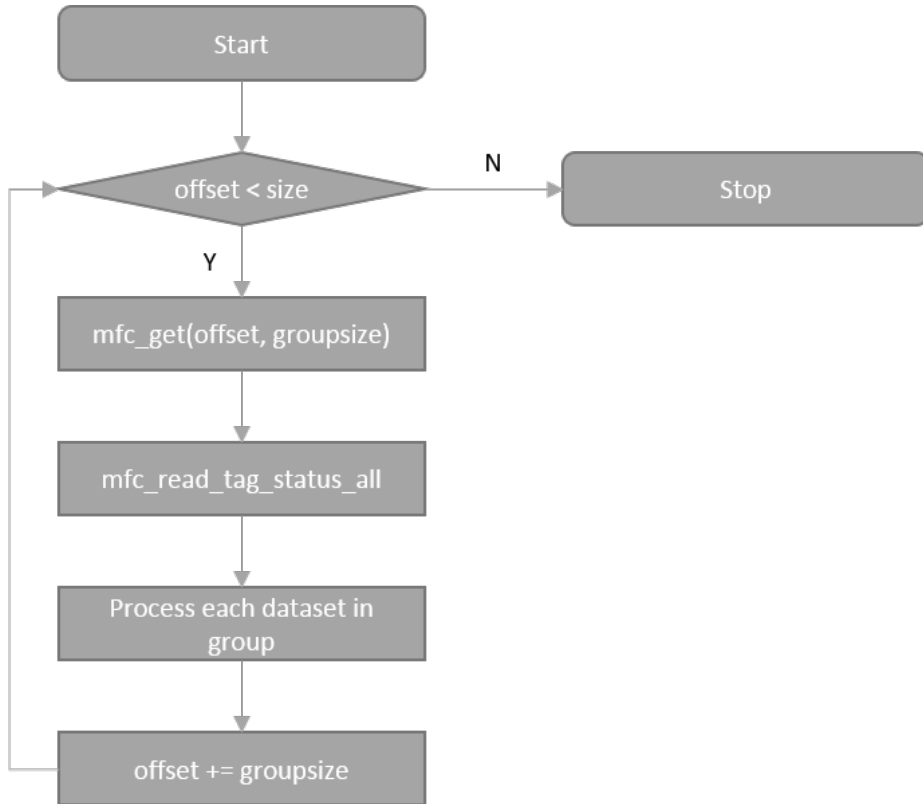 Start
offset < size
N
Stop
Y
mfc_get(offset, groupsize)
mfc_read_tag_status_all
Process each dataset in
group
offset += groupsize